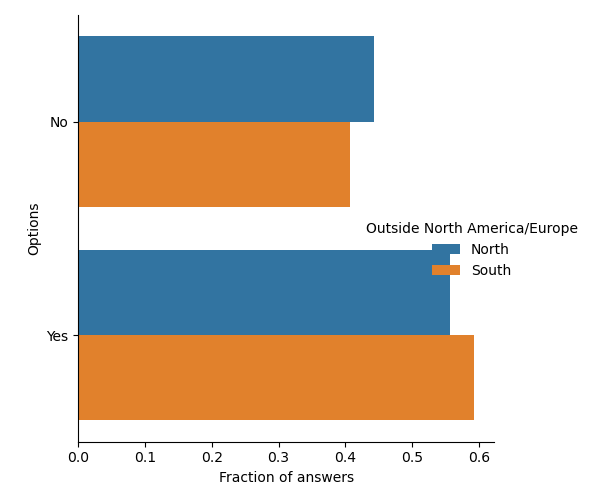 No
Yes
Options
Outside North America/Europe
North
South
0.0 0.1 0.2 0.3 0.4 0.5 0.6
Fraction of answers